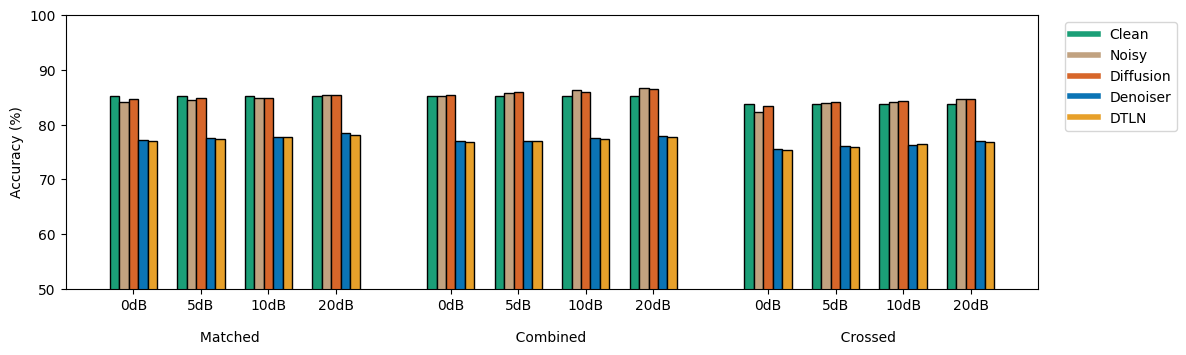 100
90
80
70
60
50
Accuracy (%)
0dB 5dB 10dB 20dB 0dB 5dB 10dB 20dB 0dB 5dB 10dB 20dB
Matched Combined Crossed
Clean
Noisy
Diffusion
Denoiser
DTLN